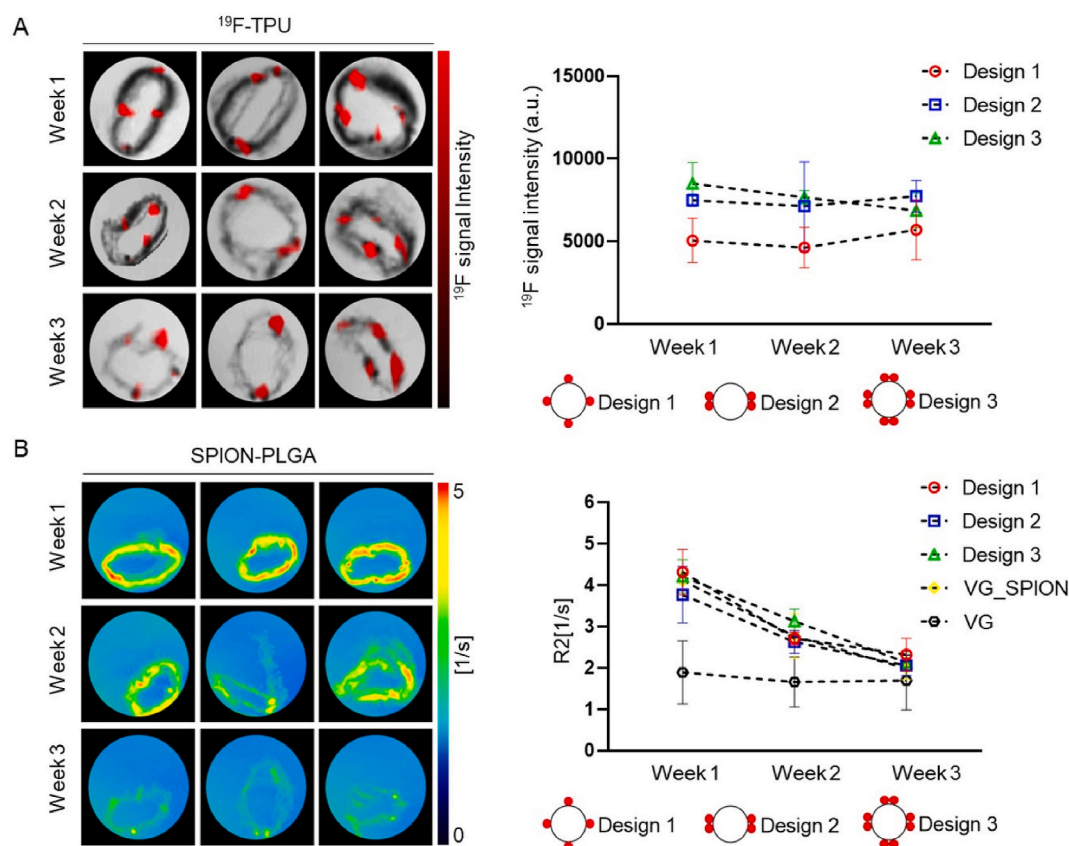 A
¹⁹F-TPU
Week 1
Week 2
Week 3
¹⁹F signal Intensity
¹⁹F signal intensity (a.u.)
15000
10000
5000
0
Week 1 Week 2 Week 3
Design 1
Design 2
Design 3
Design 1 Design 2 Design 3
B
SPION-PLGA
Week 1
Week 2
Week 3
5
[1/s]
0
R2[1/s]
6
5
4
3
2
1
0
Week 1 Week 2 Week 3
Design 1
Design 2
Design 3
VG_SPION
VG
Design 1 Design 2 Design 3